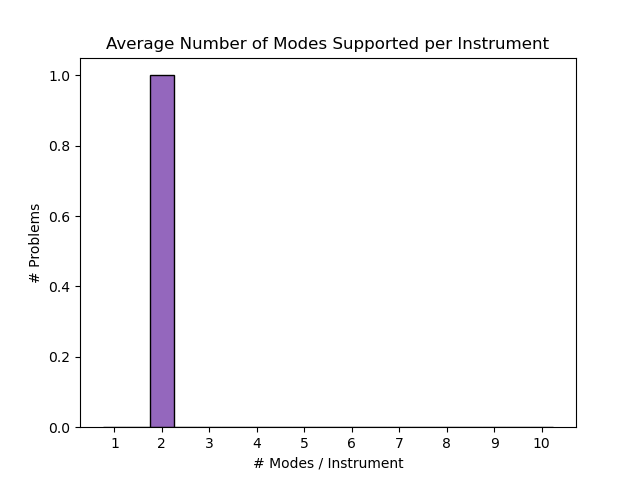 Average Number of Modes Supported per Instrument
1.0
0.8
0.6
0.4
0.2
0.0
# Problems
1 2 3 4 5 6 7 8 9 10
# Modes / Instrument